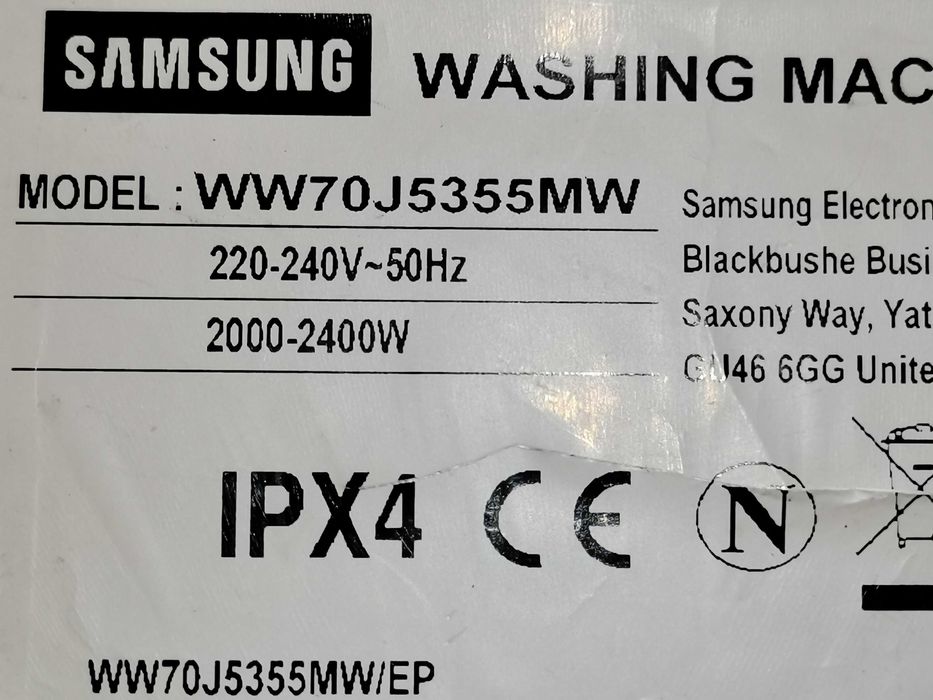 SAMSUNG WASHING MAC
MODEL : WW70J5355MW
220-240V~50Hz
2000-2400W
Samsung Electron
Blackbushe Busi
Saxony Way, Yat
GU46 6GG Unite
IPX4 CE N
WW70J5355MW/EP